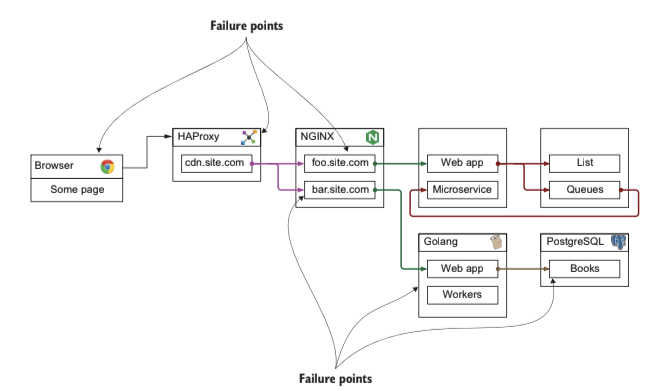 Failure points
HAProxy
NGINX
cdn.site.com
foo.site.com
Web app
List
Browser
Some page
bar.site.com
Microservice
Queues
Golang
PostgreSQL
Web app
Books
Workers
Failure points